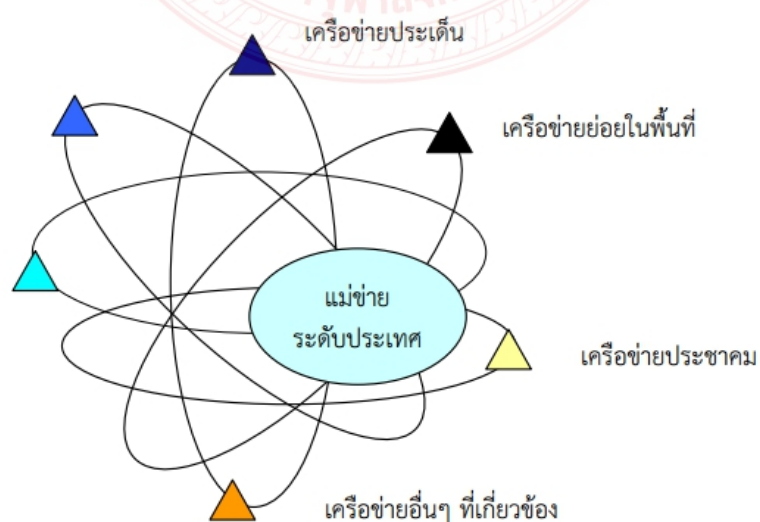 เครือข่ายประเด็น
เครือข่ายย่อยในพื้นที่
แม่ข่าย
ระดับประเทศ
เครือข่ายประชาคม
เครือข่ายอื่นๆ ที่เกี่ยวข้อง